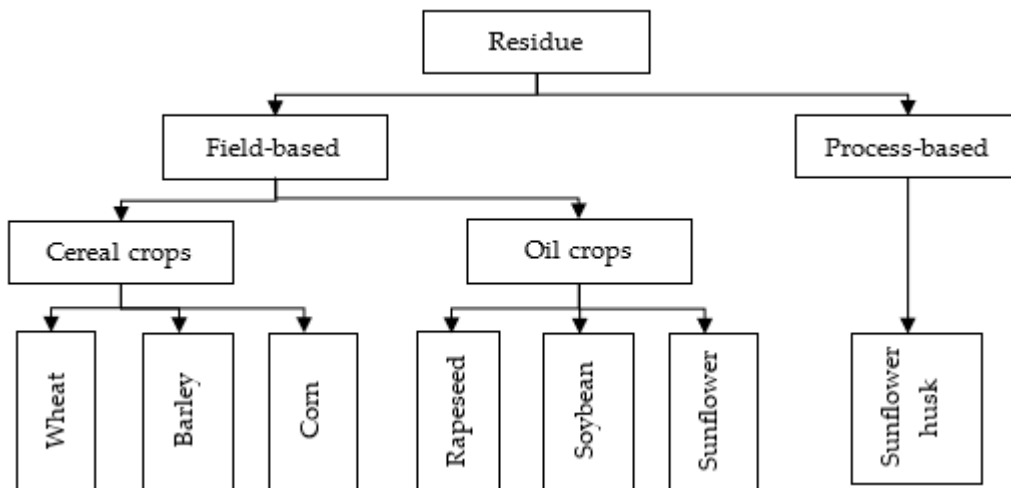 Residue
Field-based
Process-based
Cereal crops
Oil crops
Wheat
Barley
Corn
Rapeseed
Soybean
Sunflower
Sunflower
husk